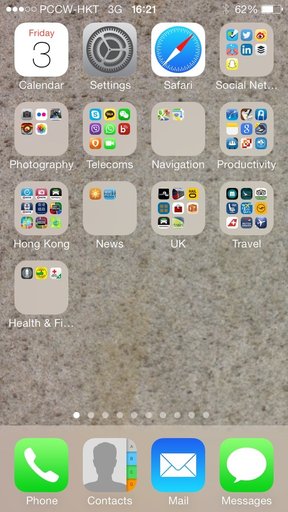 PCCW-HKT 3G 16:21 62%
Friday
3
Calendar Settings Safari Social Net...
Photography Telecoms Navigation Productivity
Hong Kong News UK Travel
Health & Fi...
Phone Contacts Mail Messages